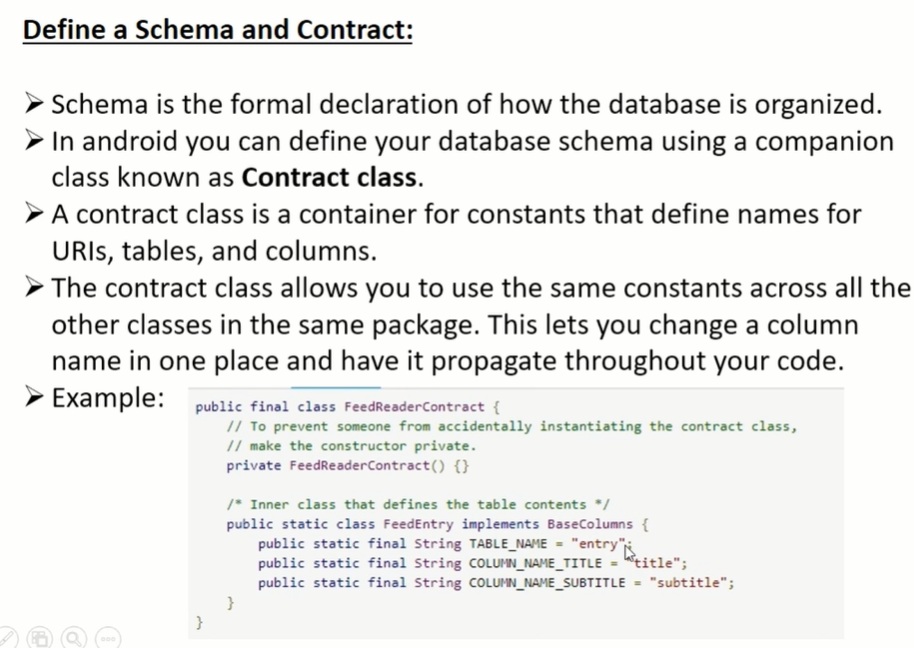 Define a Schema and Contract:
➢ Schema is the formal declaration of how the database is organized.
➢ In android you can define your database schema using a companion
class known as Contract class.
➢ A contract class is a container for constants that define names for
URIs, tables, and columns.
➢ The contract class allows you to use the same constants across all the
other classes in the same package. This lets you change a column
name in one place and have it propagate throughout your code.
➢ Example:
public final class FeedReaderContract {
// To prevent someone from accidentally instantiating the contract class,
// make the constructor private.
private FeedReaderContract() {}
/* Inner class that defines the table contents */
public static class FeedEntry implements BaseColumns {
public static final String TABLE_NAME = "entry";
public static final String COLUMN_NAME_TITLE = "title";
public static final String COLUMN_NAME_SUBTITLE = "subtitle";
}
}